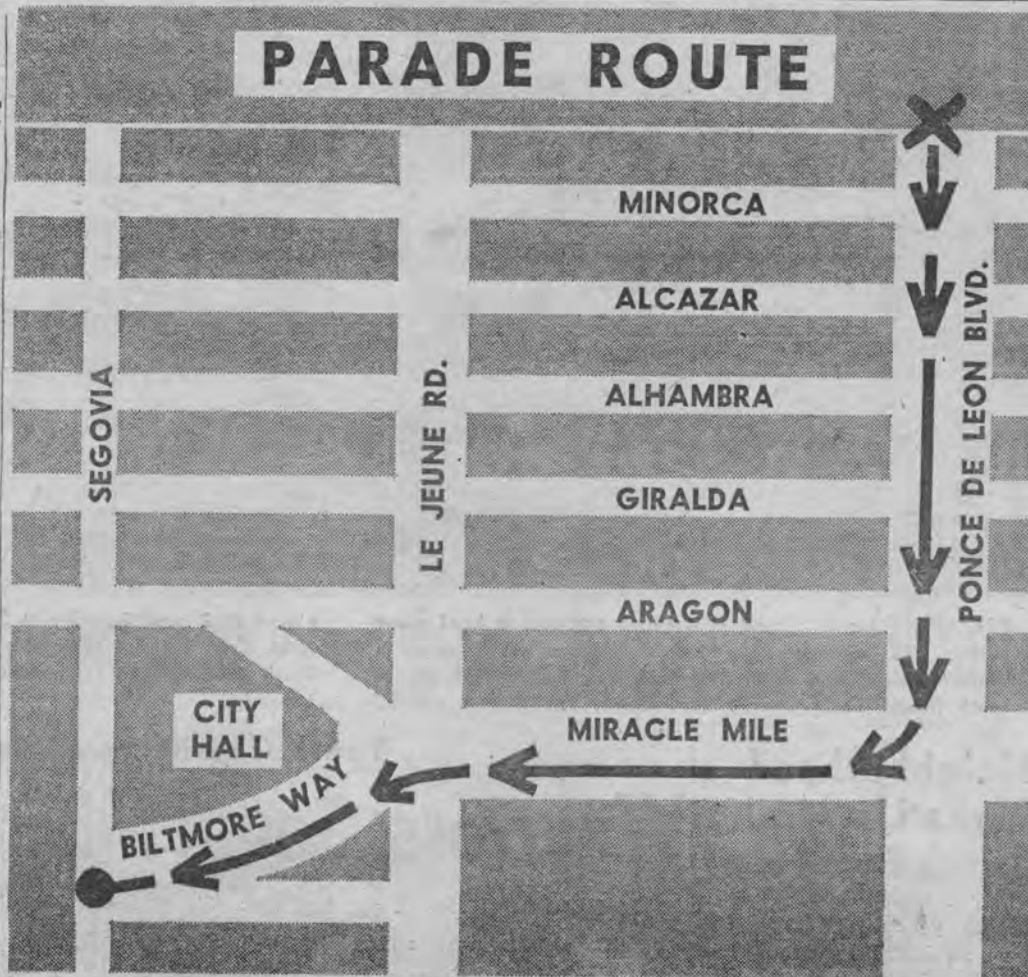 PARADE ROUTE
MINORCA
ALCAZAR
ALHAMBRA
GIRALDA
ARAGON
MIRACLE MILE
SEGOVIA
LE JEUNE RD.
PONCE DE LEON BLVD.
CITY
HALL
BILTMORE WAY